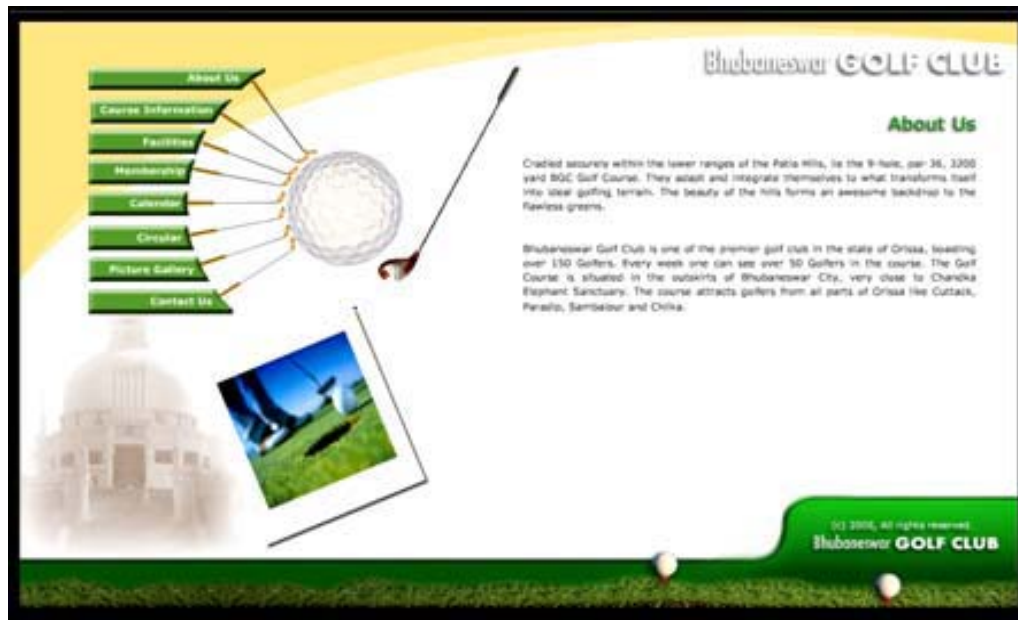 Bhubaneswar GOLF CLUB
About Us
Course Information
Facilities
Membership
Calendar
Circular
Picture Gallery
Contact Us
About Us
Cradled securely within the lower ranges of the Patia Hills, lie the 9-hole, par-36, 3200
yard BGC Golf Course. They adapt and integrate themselves to what transforms itself
into ideal golfing terrain. The beauty of the hills forms an awesome backdrop to the
flawless greens.
Bhubaneswar Golf Club is one of the premier golf club in the state of Orissa, boasting
over 150 Golfers. Every week one can see over 50 Golfers in the course. The Golf
Course is situated in the outskirts of Bhubaneswar City, very close to Chandka
Elephant Sanctuary. The course attracts golfers from all parts of Orissa like Cuttack,
Paradip, Sambalpur and Chilka.
(c) All rights reserved.
Bhubaneswar GOLF CLUB